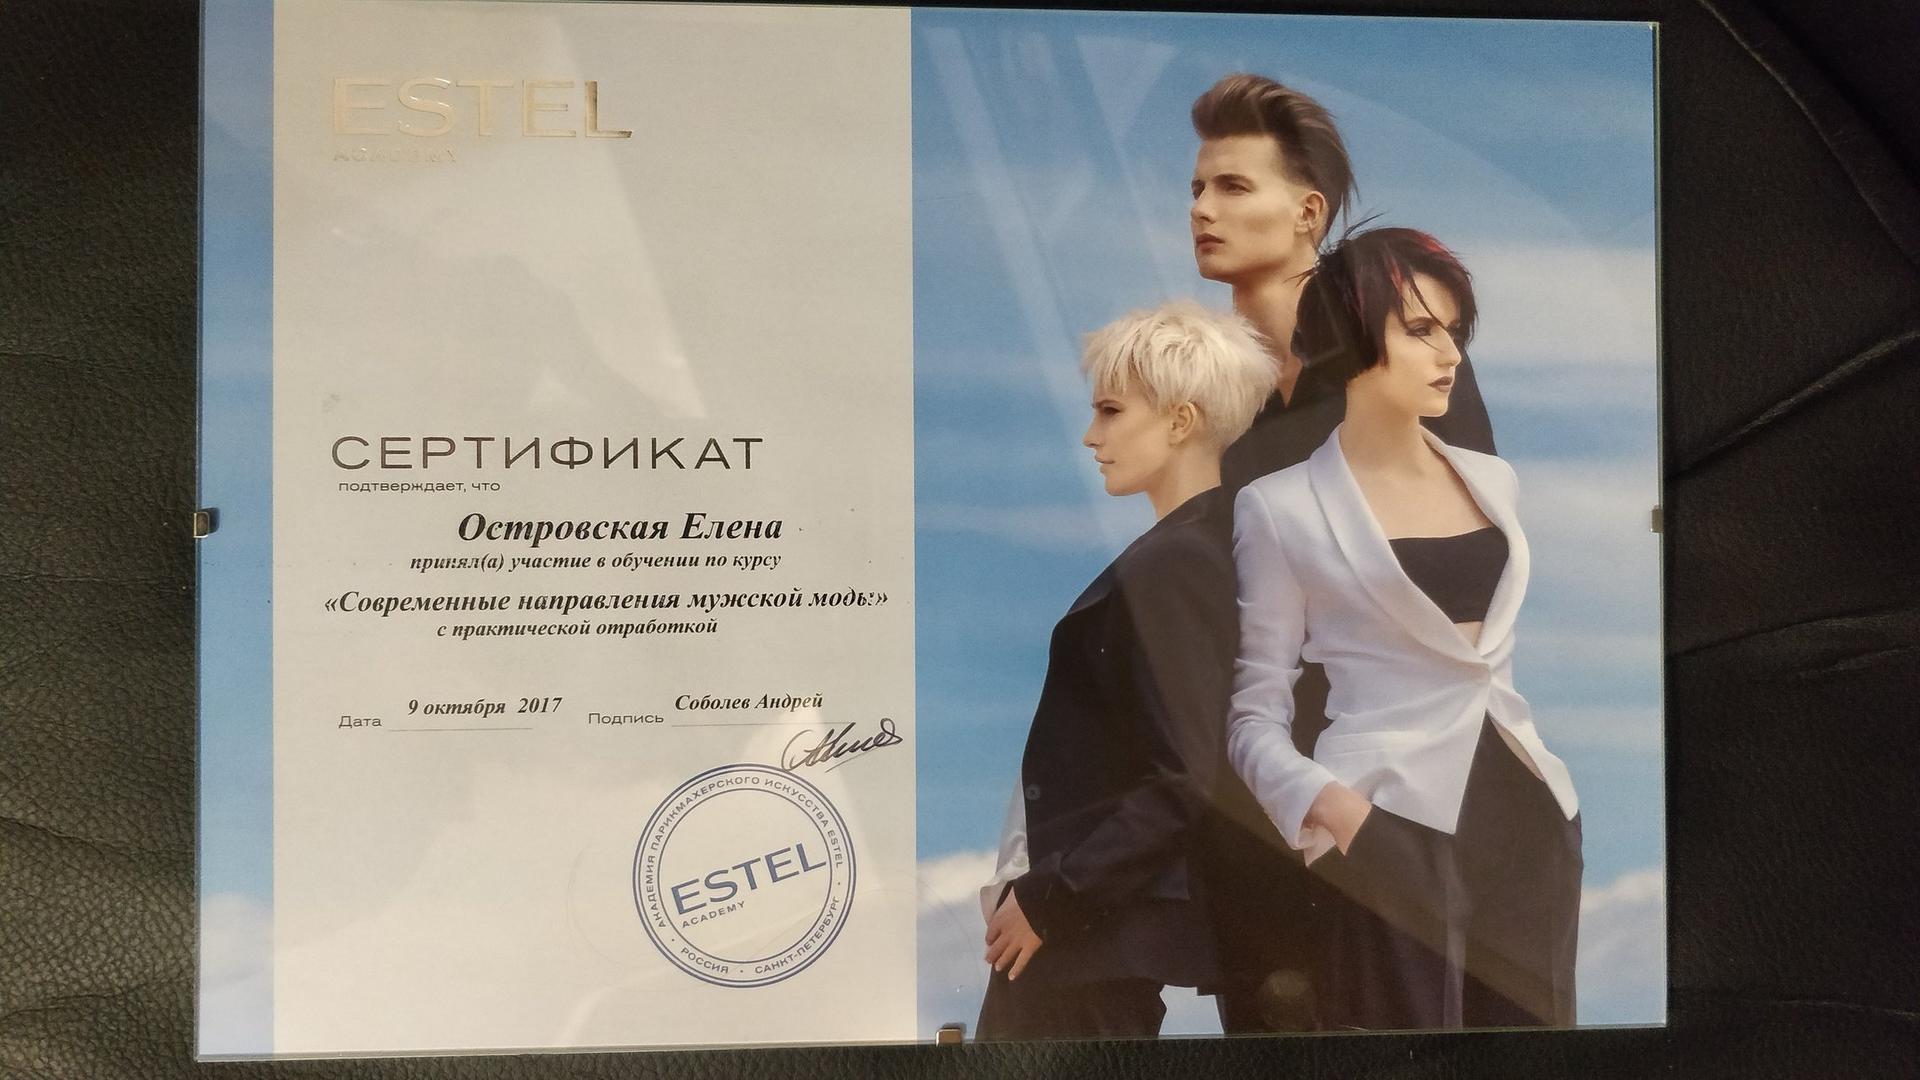 ESTEL
ACADEMY
СЕРТИФИКАТ
подтверждает, что
Островская Елена
принял(а) участие в обучении по курсу
«Современные направления мужской моды»
с практической отработкой
Дата 9 октября 2017 Подпись Соболев Андрей
АКАДЕМИЯ ПАРИКМАХЕРСКОГО ИСКУССТВА ESTEL
ESTEL
ACADEMY
• РОССИЯ • САНКТ-ПЕТЕРБУРГ •